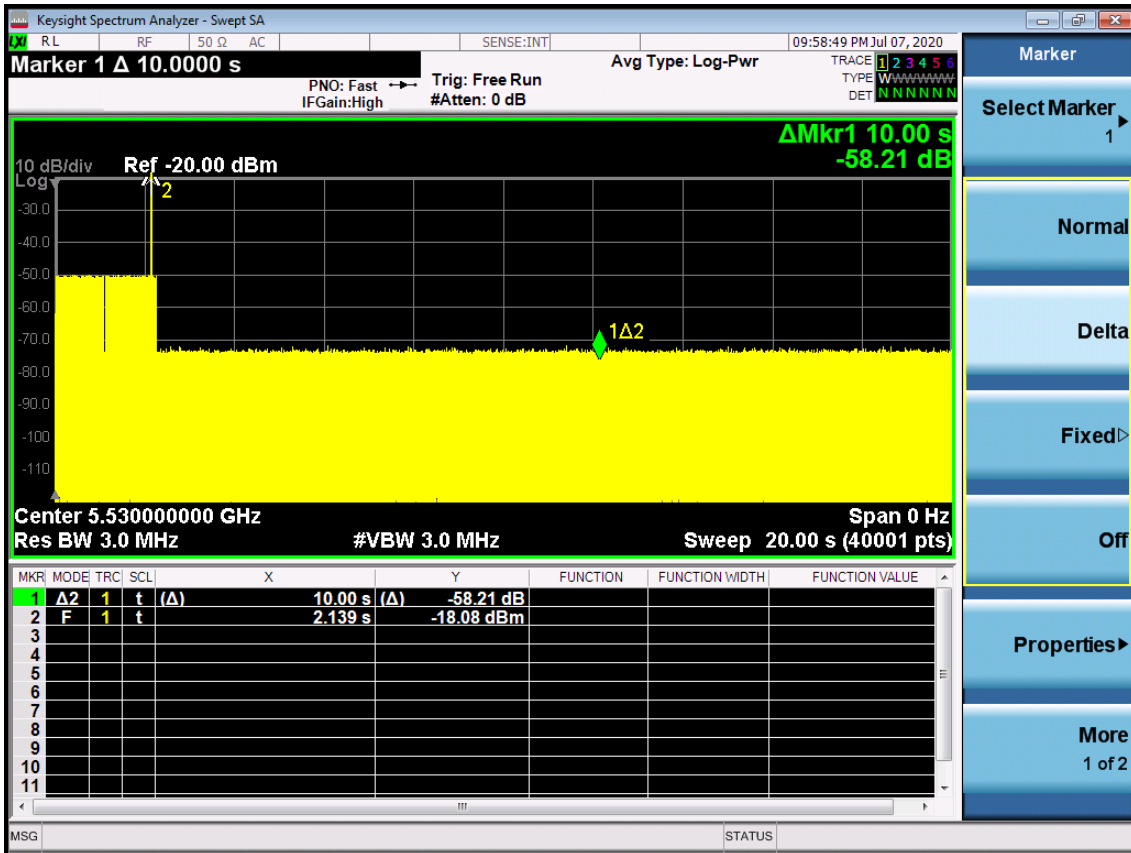 Keysight Spectrum Analyzer - Swept SA
LXI RL RF 50 Ω AC SENSE:INT 09:58:49 PM Jul 07, 2020
Marker 1 Δ 10.0000 s
PNO: Fast
IFGain:High
Trig: Free Run
#Atten: 0 dB
Avg Type: Log-Pwr
TRACE 1 2 3 4 5 6
TYPE WWWWWW
DET N N N N N N
ΔMkr1 10.00 s
-58.21 dB
10 dB/div Ref -20.00 dBm
Log
2
-30.0
-40.0
-50.0
-60.0
-70.0
1Δ2
-80.0
-90.0
-100
-110
Center 5.530000000 GHz Span 0 Hz
Res BW 3.0 MHz #VBW 3.0 MHz Sweep 20.00 s (40001 pts)
MKR MODE TRC SCL X Y FUNCTION FUNCTION WIDTH FUNCTION VALUE
1 Δ2 1 t (Δ) 10.00 s (Δ) -58.21 dB
2 F 1 t 2.139 s -18.08 dBm
3
4
5
6
7
8
9
10
11
MSG STATUS
Marker
Select Marker
1
Normal
Delta
Fixed
Off
Properties
More
1 of 2